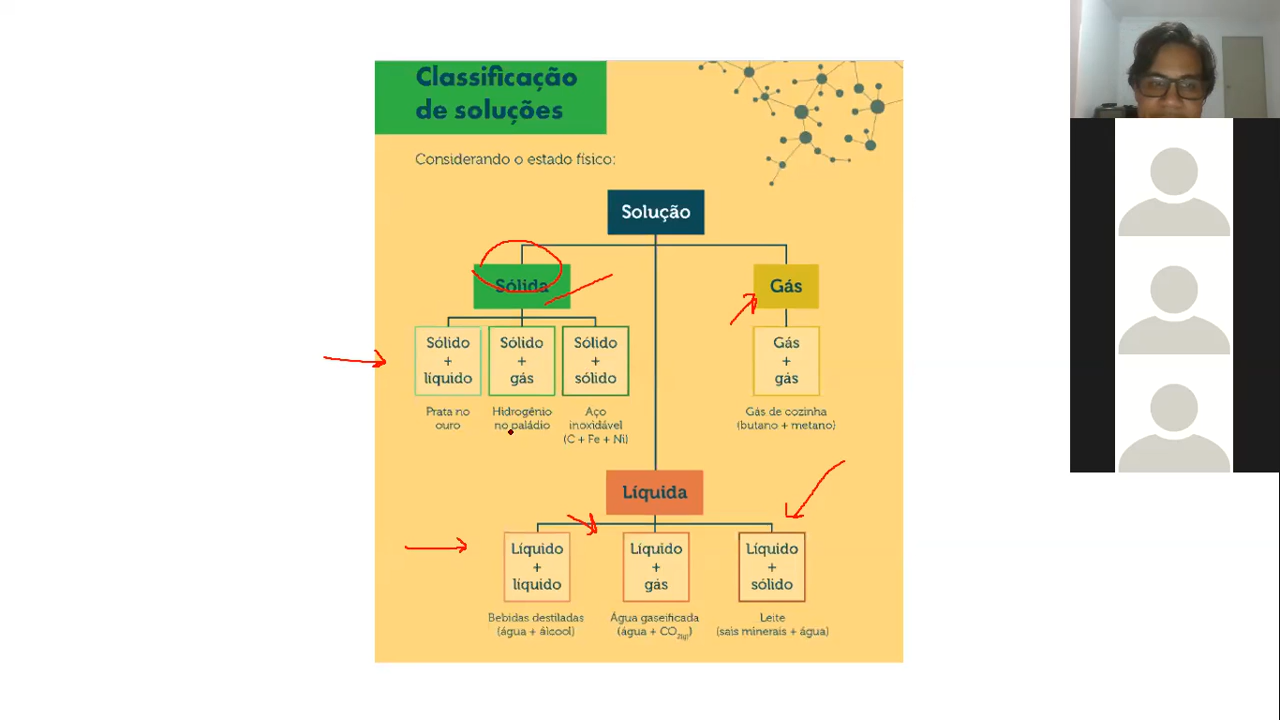 Classificação
de soluções
Considerando o estado físico:
Solução
Sólida
Gás
Sólido
+
líquido
Sólido
+
gás
Sólido
+
sólido
Gás
+
gás
Prata no
ouro
Hidrogênio
no paládio
Aço
inoxidável
(C + Fe + Ni)
Gás de cozinha
(butano + metano)
Líquida
Líquido
+
líquido
Líquido
+
gás
Líquido
+
sólido
Bebidas destiladas
(água + álcool)
Água gaseificada
(água + CO2(g))
Leite
(sais minerais + água)